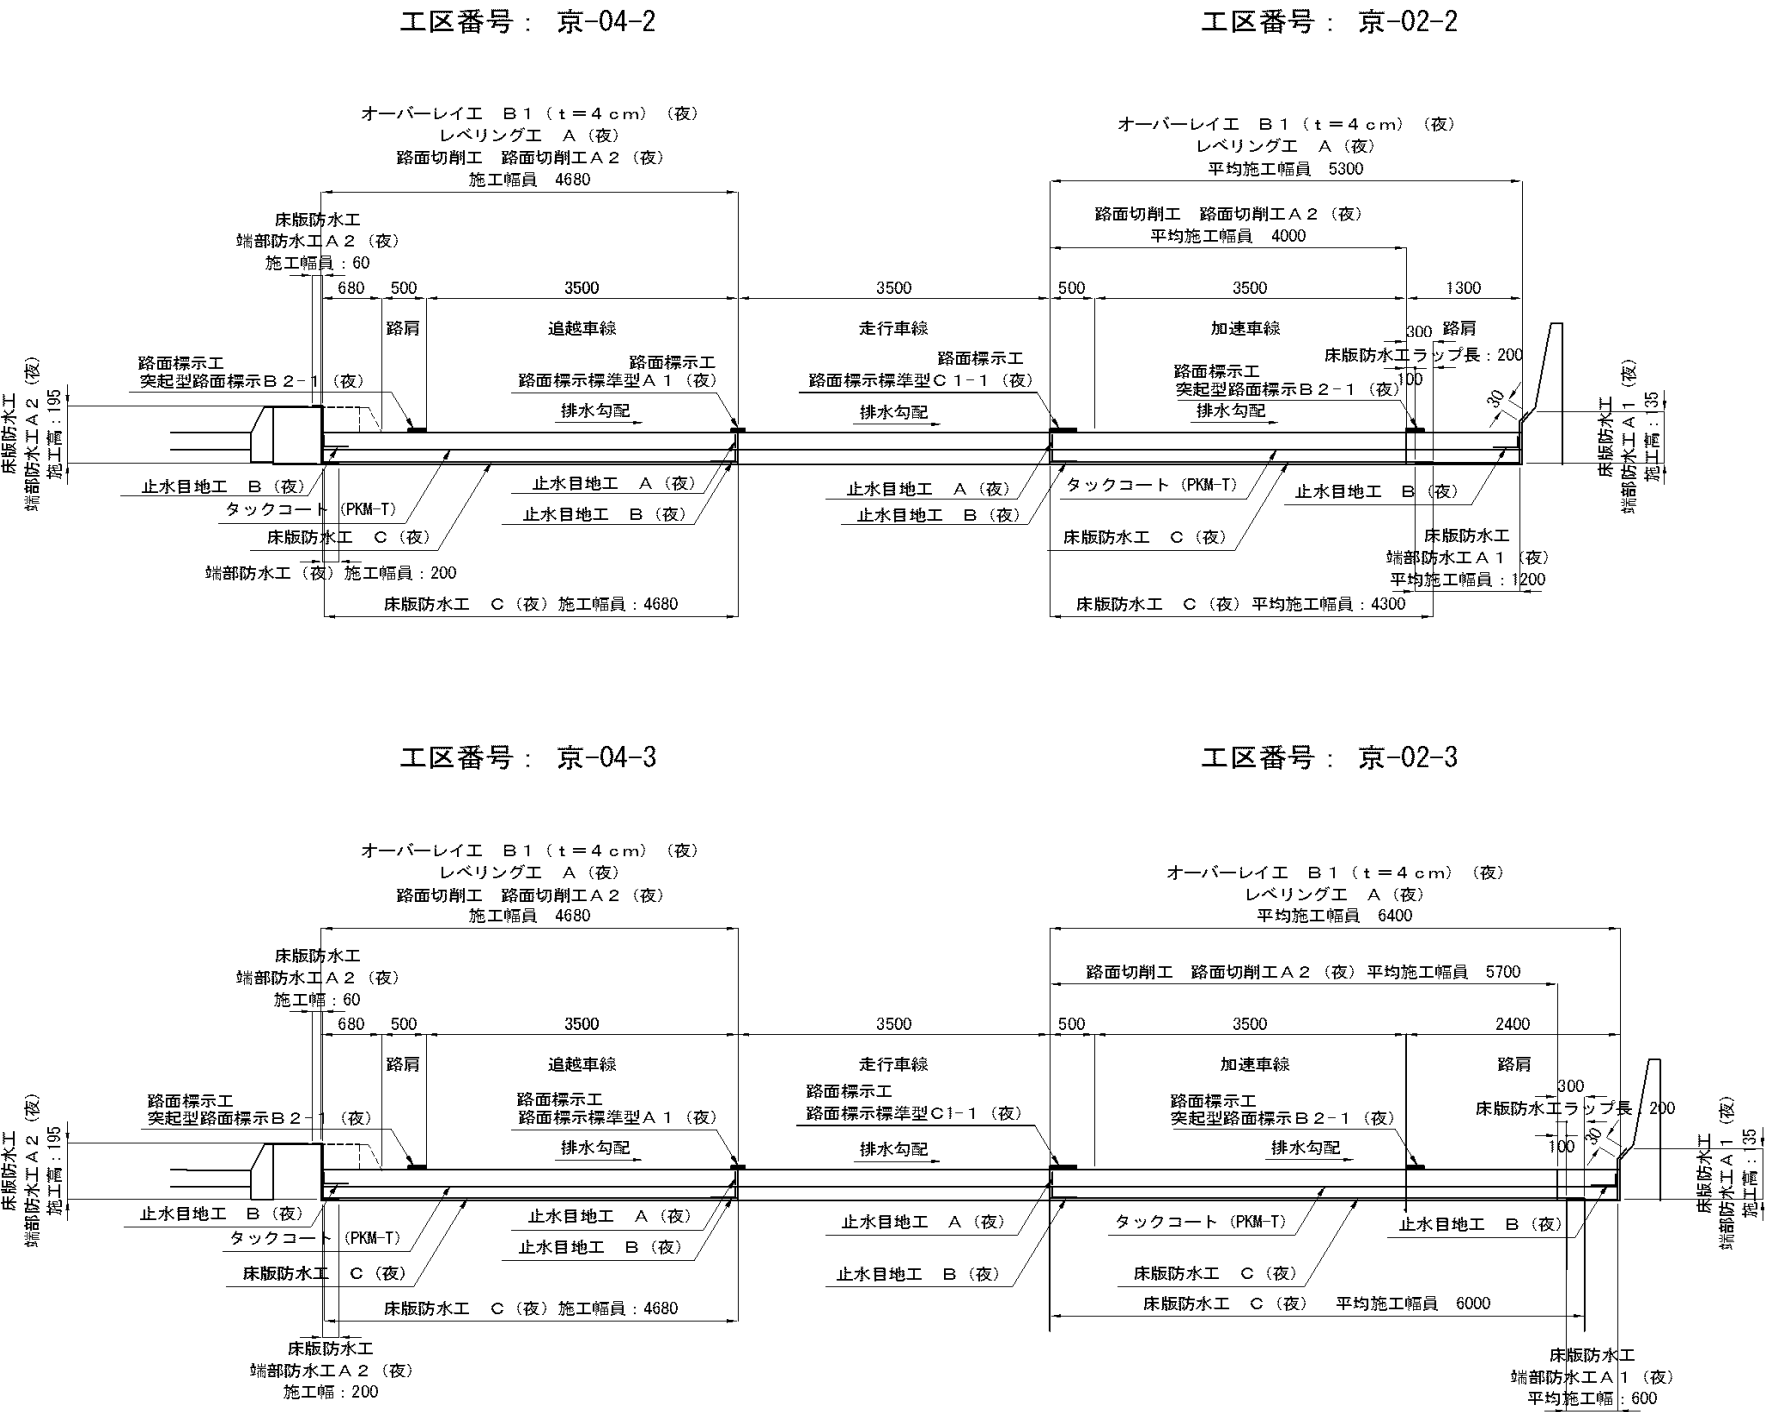 工区番号： 京-04-2
工区番号： 京-02-2
オーバーレイ工　Ｂ１（ｔ＝４ｃｍ）（夜）
レベリング工　Ａ（夜）
路面切削工　路面切削工Ａ２（夜）
施工幅員　4680
オーバーレイ工　Ｂ１（ｔ＝４ｃｍ）（夜）
レベリング工　Ａ（夜）
平均施工幅員　5300
路面切削工　路面切削工Ａ２（夜）
平均施工幅員　4000
床版防水工
端部防水工Ａ２（夜）
施工幅員：60
680
500
3500
3500
500
3500
1300
路肩
追越車線
走行車線
加速車線
300
路肩
床版防水工ラップ長：200
100
30
路面標示工
突起型路面標示Ｂ２-１（夜）
路面標示工
路面標示標準型Ａ１（夜）
路面標示工
路面標示標準型Ｃ１-１（夜）
路面標示工
突起型路面標示Ｂ２-１（夜）
排水勾配
排水勾配
排水勾配
床版防水工
端部防水工Ａ２（夜）
施工高：195
床版防水工
端部防水工Ａ１（夜）
施工高：135
止水目地工　Ｂ（夜）
タックコート（PKM-T）
床版防水工　Ｃ（夜）
止水目地工　Ａ（夜）
止水目地工　Ｂ（夜）
止水目地工　Ａ（夜）
止水目地工　Ｂ（夜）
タックコート（PKM-T）
床版防水工　Ｃ（夜）
止水目地工　Ｂ（夜）
床版防水工
端部防水工Ａ１（夜）
平均施工幅員：1200
端部防水工（夜）施工幅員：200
床版防水工　Ｃ（夜）施工幅員：4680
床版防水工　Ｃ（夜）平均施工幅員：4300
工区番号： 京-04-3
工区番号： 京-02-3
オーバーレイ工　Ｂ１（ｔ＝４ｃｍ）（夜）
レベリング工　Ａ（夜）
路面切削工　路面切削工Ａ２（夜）
施工幅員　4680
オーバーレイ工　Ｂ１（ｔ＝４ｃｍ）（夜）
レベリング工　Ａ（夜）
平均施工幅員　6400
路面切削工　路面切削工Ａ２（夜）平均施工幅員　5700
床版防水工
端部防水工Ａ２（夜）
施工幅：60
680
500
3500
3500
500
3500
2400
路肩
追越車線
走行車線
加速車線
路肩
300
床版防水工ラップ長：200
100
30
路面標示工
突起型路面標示Ｂ２-１（夜）
路面標示工
路面標示標準型Ａ１（夜）
路面標示工
路面標示標準型Ｃ１-１（夜）
路面標示工
突起型路面標示Ｂ２-１（夜）
排水勾配
排水勾配
排水勾配
床版防水工
端部防水工Ａ２（夜）
施工高：195
床版防水工
端部防水工Ａ１（夜）
施工高：135
止水目地工　Ｂ（夜）
タックコート（PKM-T）
床版防水工　Ｃ（夜）
止水目地工　Ａ（夜）
止水目地工　Ｂ（夜）
止水目地工　Ａ（夜）
止水目地工　Ｂ（夜）
タックコート（PKM-T）
床版防水工　Ｃ（夜）
止水目地工　Ｂ（夜）
床版防水工　Ｃ（夜）施工幅員：4680
床版防水工　Ｃ（夜）　平均施工幅員　6000
床版防水工
端部防水工Ａ２（夜）
施工幅：200
床版防水工
端部防水工Ａ１（夜）
平均施工幅：600